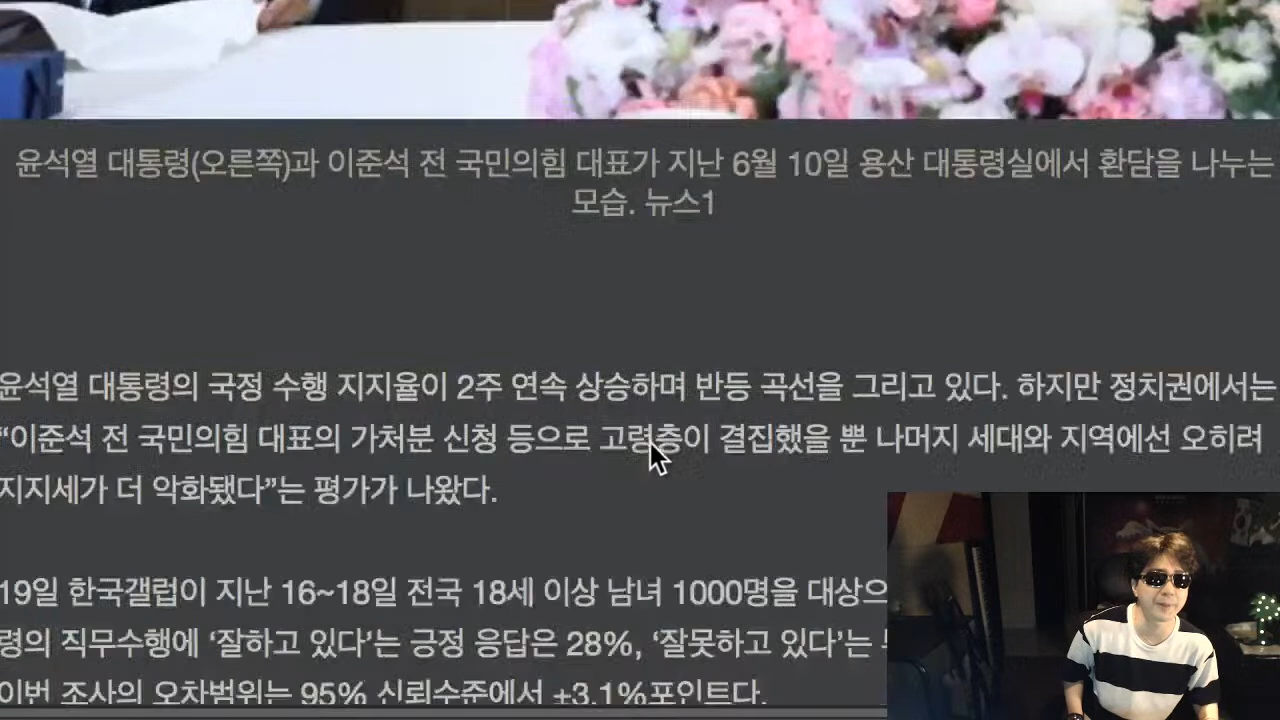 윤석열 대통령(오른쪽)과 이준석 전 국민의힘 대표가 지난 6월 10일 용산 대통령실에서 환담을 나누는
모습. 뉴스1
윤석열 대통령의 국정 수행 지지율이 2주 연속 상승하며 반등 곡선을 그리고 있다. 하지만 정치권에서는
“이준석 전 국민의힘 대표의 가처분 신청 등으로 고령층이 결집했을 뿐 나머지 세대와 지역에선 오히려
지지세가 더 악화됐다”는 평가가 나왔다.
19일 한국갤럽이 지난 16~18일 전국 18세 이상 남녀 1000명을 대상으
령의 직무수행에 ‘잘하고 있다’는 긍정 응답은 28%, ‘잘못하고 있다’는
이번 조사의 오차범위는 95% 신뢰수준에서 ±3.1%포인트다.